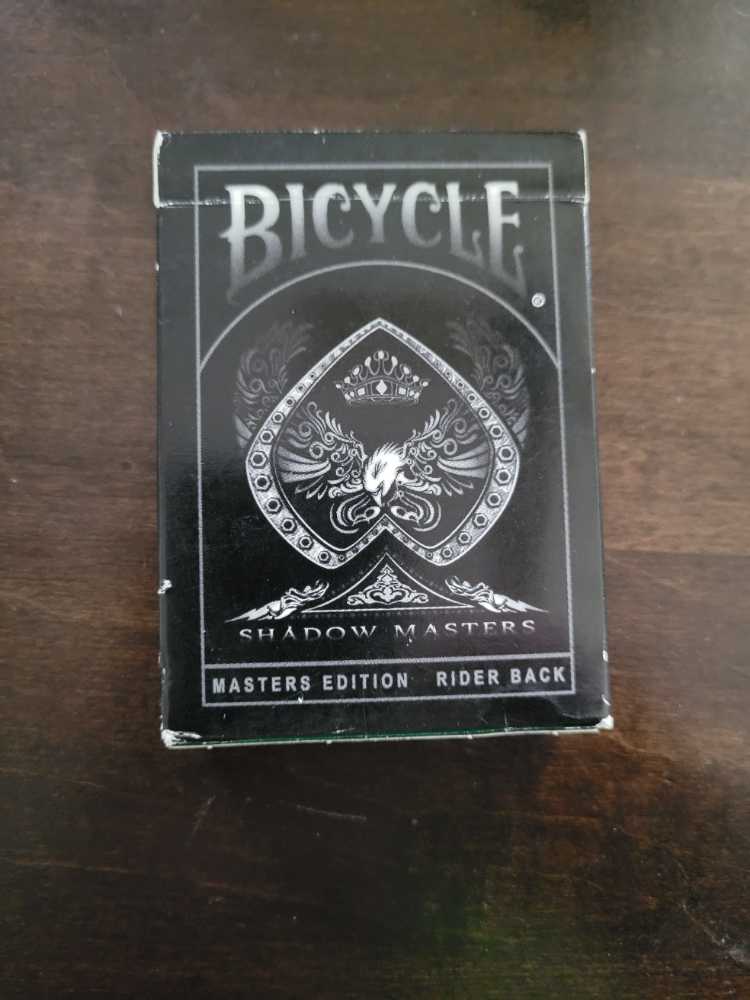 BICYCLE
®
SHADOW MASTERS
MASTERS EDITION RIDER BACK